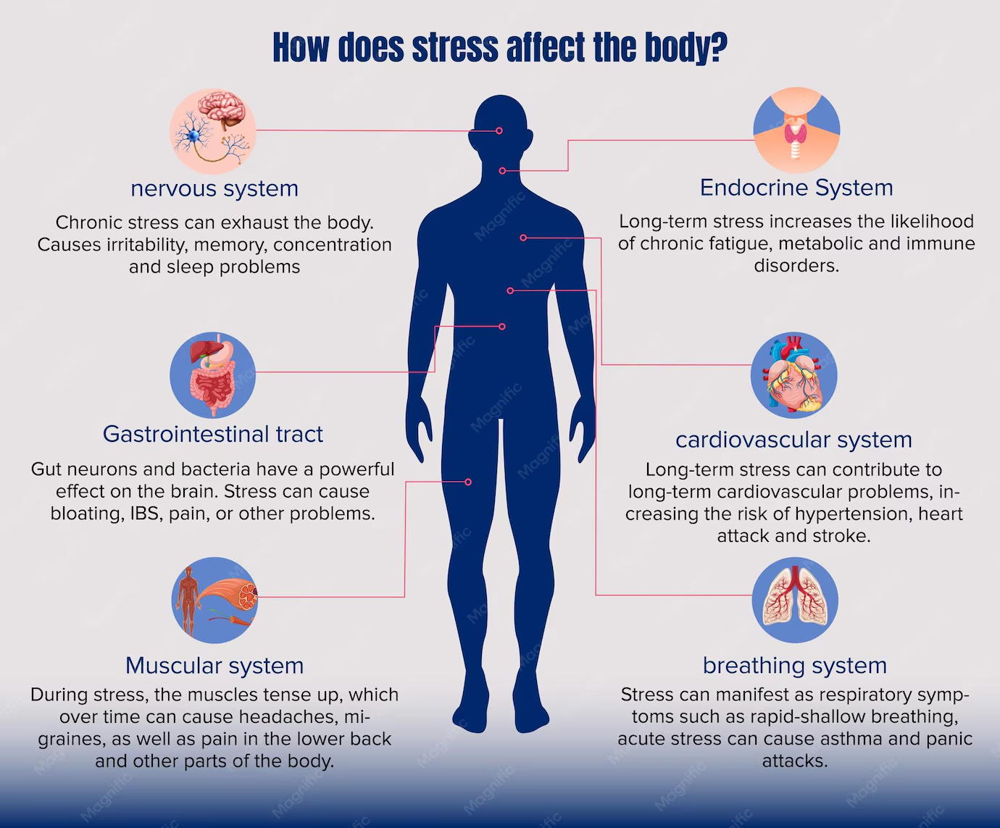 How does stress affect the body?
nervous system
Chronic stress can exhaust the body.
Causes irritability, memory, concentration
and sleep problems
Endocrine System
Long-term stress increases the likelihood
of chronic fatigue, metabolic and immune
disorders.
Gastrointestinal tract
Gut neurons and bacteria have a powerful
effect on the brain. Stress can cause
bloating, IBS, pain, or other problems.
cardiovascular system
Long-term stress can contribute to
long-term cardiovascular problems, in-
creasing the risk of hypertension, heart
attack and stroke.
Muscular system
During stress, the muscles tense up, which
over time can cause headaches, mi-
graines, as well as pain in the lower back
and other parts of the body.
breathing system
Stress can manifest as respiratory symp-
toms such as rapid-shallow breathing,
acute stress can cause asthma and panic
attacks.
Magnific